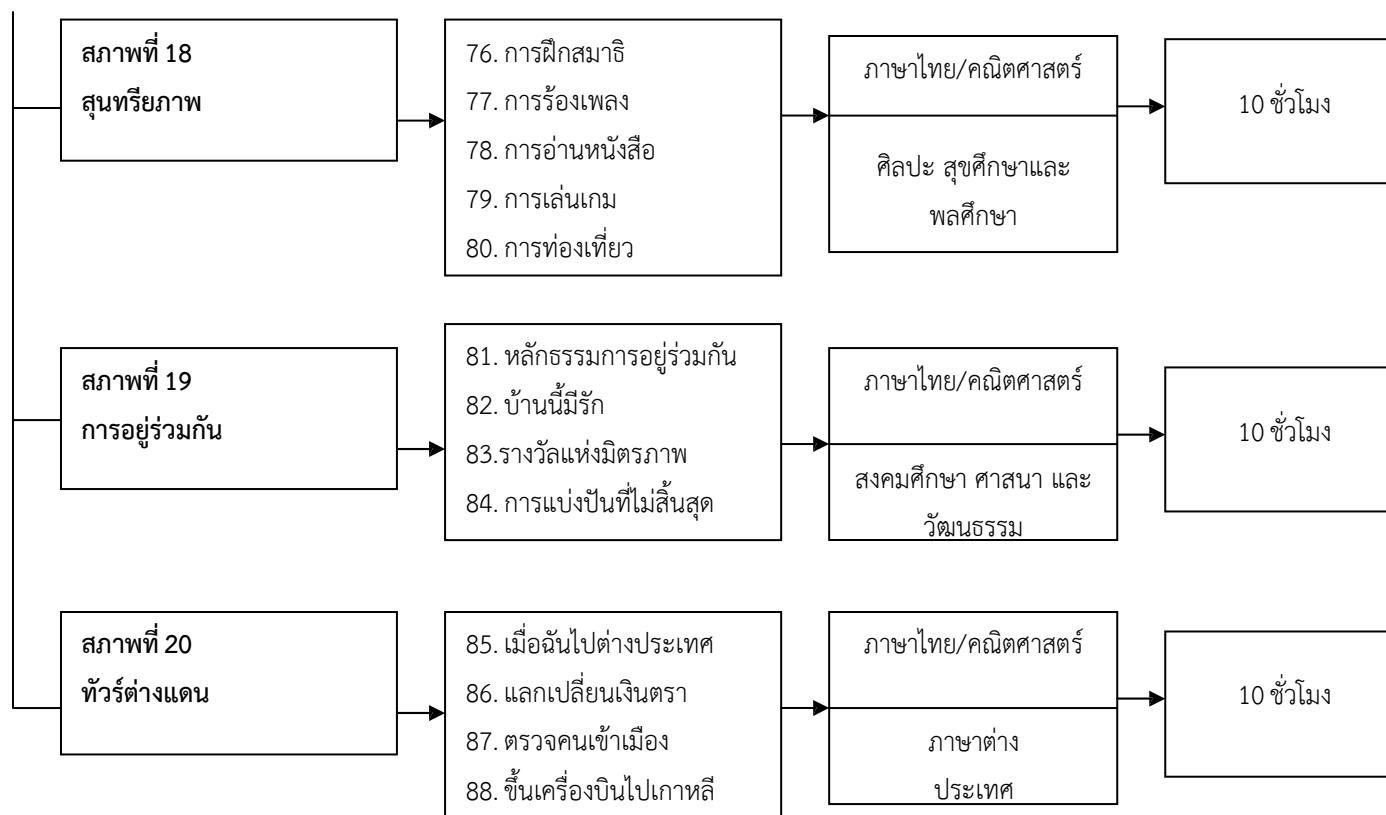 สภาพที่ 18
สุนทรียภาพ
76. การฝึกสมาธิ
77. การร้องเพลง
78. การอ่านหนังสือ
79. การเล่นเกม
80. การท่องเที่ยว
ภาษาไทย/คณิตศาสตร์
ศิลปะ สุขศึกษาและ
พลศึกษา
10 ชั่วโมง
สภาพที่ 19
การอยู่ร่วมกัน
81. หลักธรรมการอยู่ร่วมกัน
82. บ้านนี้มีรัก
83.รางวัลแห่งมิตรภาพ
84. การแบ่งปันที่ไม่สิ้นสุด
ภาษาไทย/คณิตศาสตร์
สงคมศึกษา ศาสนา และ
วัฒนธรรม
10 ชั่วโมง
สภาพที่ 20
ทัวร์ต่างแดน
85. เมื่อฉันไปต่างประเทศ
86. แลกเปลี่ยนเงินตรา
87. ตรวจคนเข้าเมือง
88. ขึ้นเครื่องบินไปเกาหลี
ภาษาไทย/คณิตศาสตร์
ภาษาต่าง
ประเทศ
10 ชั่วโมง